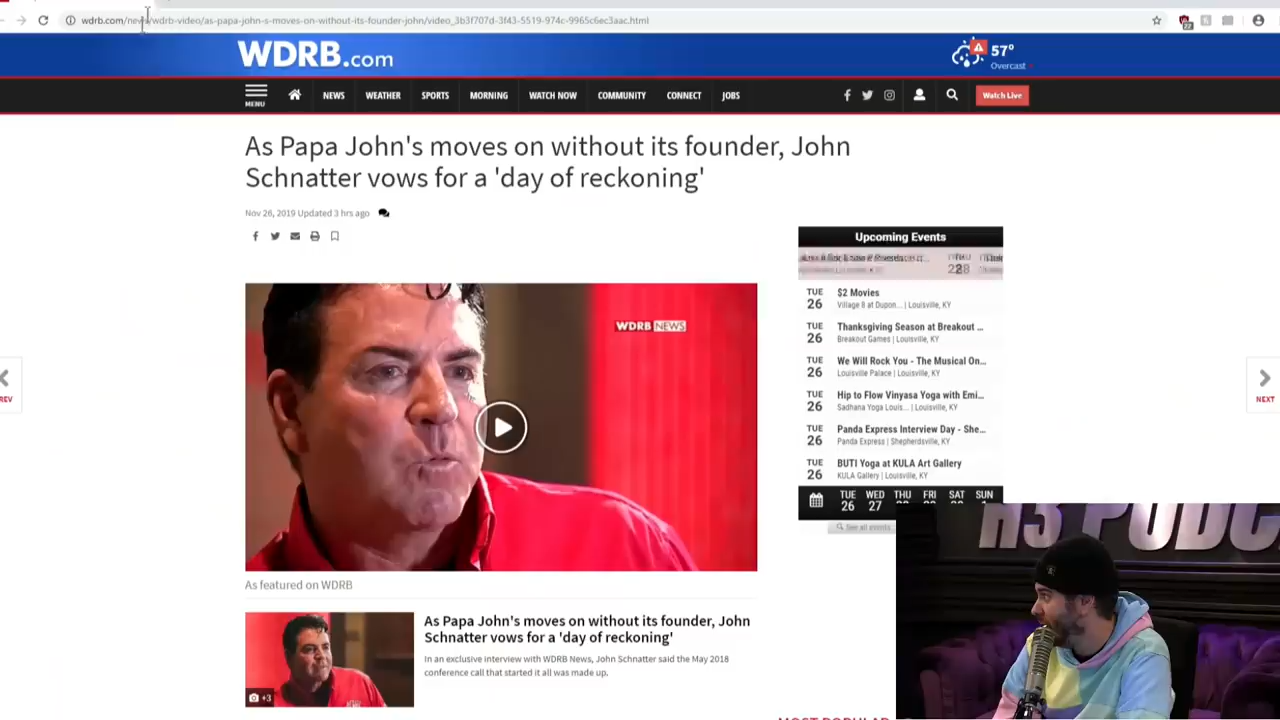 wdrb.com/news/wdrb-video/as-papa-john-s-moves-on-without-its-founder-john/video_3b3f707d-3f43-5519-974c-9965c6ec3aac.html
WDRB.com
57°
Overcast
MENU
NEWS
WEATHER
SPORTS
MORNING
WATCH NOW
COMMUNITY
CONNECT
JOBS
Watch Live
As Papa John's moves on without its founder, John
Schnatter vows for a 'day of reckoning'
Nov 26, 2019 Updated 3 hrs ago
WDRB NEWS
As featured on WDRB
As Papa John's moves on without its founder, John
Schnatter vows for a 'day of reckoning'
In an exclusive interview with WDRB News, John Schnatter said the May 2018
conference call that started it all was made up.
+3
Upcoming Events
TUE
26
$2 Movies
Village 8 at Dupon... | Louisville, KY
TUE
26
Thanksgiving Season at Breakout ...
Breakout Games | Louisville, KY
TUE
26
We Will Rock You - The Musical On...
Louisville Palace | Louisville, KY
TUE
26
Hip to Flow Vinyasa Yoga with Emi...
Sadhana Yoga Louis... | Louisville, KY
TUE
26
Panda Express Interview Day - She...
Panda Express | Shepherdsville, KY
TUE
26
BUTI Yoga at KULA Art Gallery
KULA Gallery | Louisville, KY
TUE WED THU FRI SAT SUN
26 27
See all events
REV
NEXT
H3 PODC
MOST POPULAR